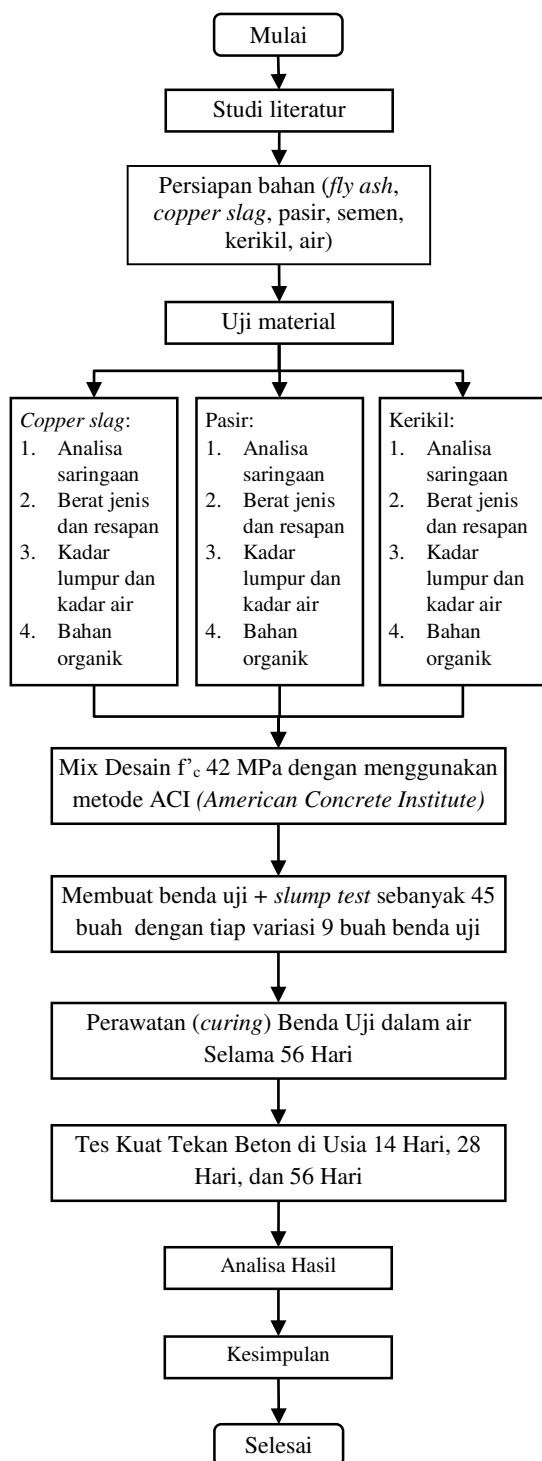 Mulai
Studi literatur
Persiapan bahan (fly ash,
copper slag, pasir, semen,
kerikil, air)
Uji material
Copper slag:
1. Analisa
saringaan
2. Berat jenis
dan resapan
3. Kadar
lumpur dan
kadar air
4. Bahan
organik
Pasir:
1. Analisa
saringaan
2. Berat jenis
dan resapan
3. Kadar
lumpur dan
kadar air
4. Bahan
organik
Kerikil:
1. Analisa
saringaan
2. Berat jenis
dan resapan
3. Kadar
lumpur dan
kadar air
4. Bahan
organik
Mix Desain f’c 42 MPa dengan menggunakan
metode ACI (American Concrete Institute)
Membuat benda uji + slump test sebanyak 45
buah dengan tiap variasi 9 buah benda uji
Perawatan (curing) Benda Uji dalam air
Selama 56 Hari
Tes Kuat Tekan Beton di Usia 14 Hari, 28
Hari, dan 56 Hari
Analisa Hasil
Kesimpulan
Selesai